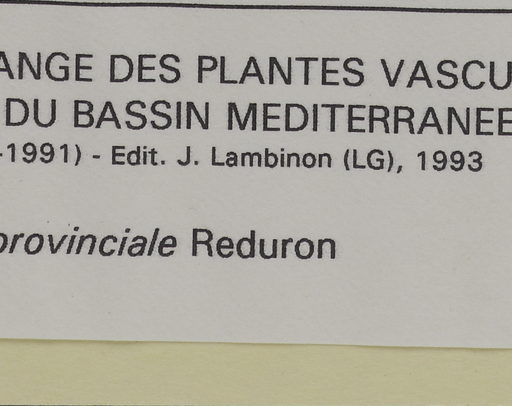 ANGE DES PLANTES VASCU
DU BASSIN MEDITERRANEE
-1991) - Edit. J. Lambinon (LG), 1993
provinciale Reduron